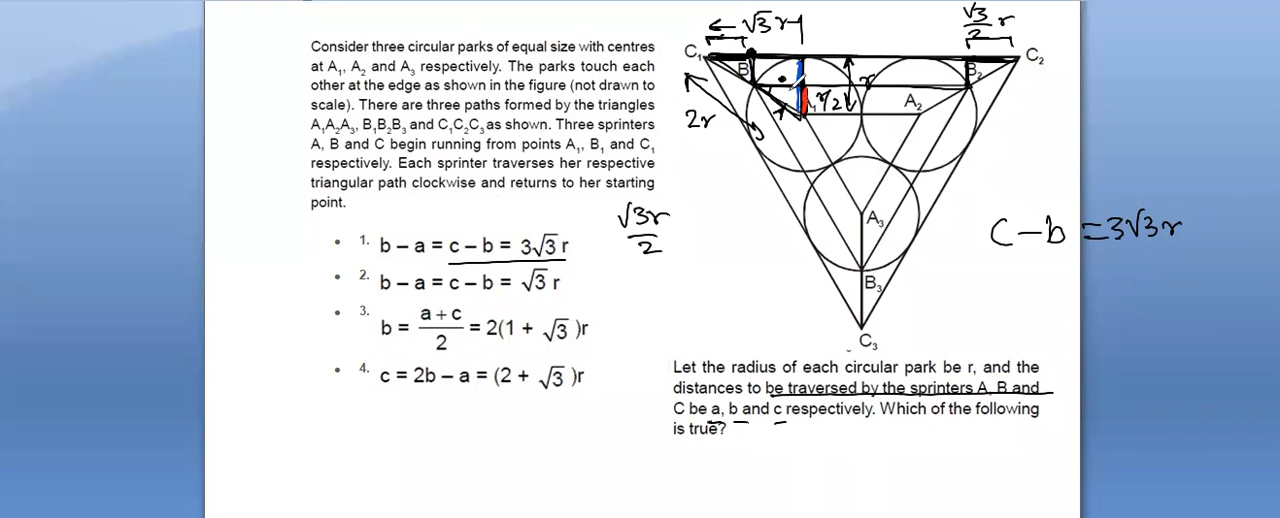 Consider three circular parks of equal size with centres
at A₁, A₂ and A₃ respectively. The parks touch each
other at the edge as shown in the figure (not drawn to
scale). There are three paths formed by the triangles
A₁A₂A₃, B₁B₂B₃ and C₁C₂C₃ as shown. Three sprinters
A, B and C begin running from points A₁, B₁ and C₁
respectively. Each sprinter traverses her respective
triangular path clockwise and returns to her starting
point.
1. b – a = c – b = 3√3 r
2. b – a = c – b = √3 r
3. b = (a + c)/2 = 2(1 + √3 )r
4. c = 2b – a = (2 + √3 )r
√3r/2
← √3 r
√3/2 r
C₁
C₂
B
B₂
r
r/2
A₂
2r
r
A₃
B₃
C₃
C – b = 3√3r
Let the radius of each circular park be r, and the
distances to be traversed by the sprinters A, B and
C be a, b and c respectively. Which of the following
is true?